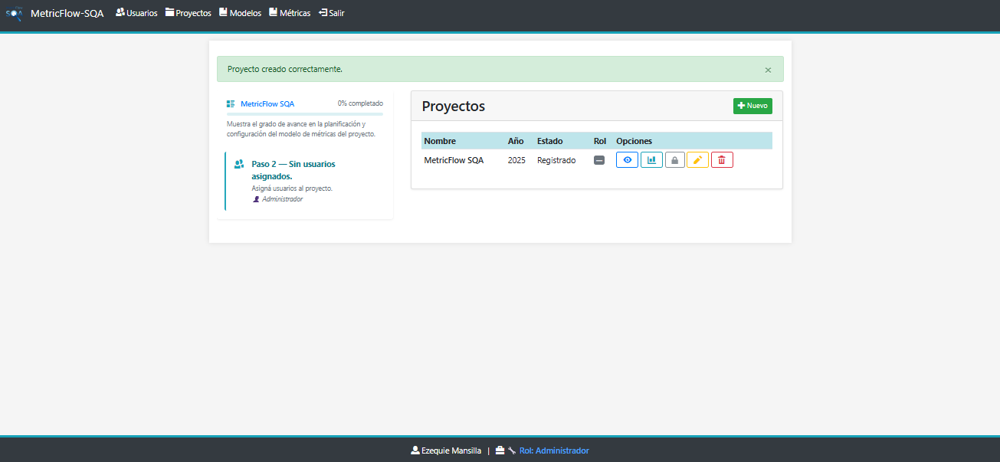 MetricFlow-SQA Usuarios Proyectos Modelos Métricas Salir
Proyecto creado correctamente. ×
MetricFlow SQA 0% completado
Muestra el grado de avance en la planificación y
configuración del modelo de métricas del proyecto.
Paso 2 — Sin usuarios
asignados.
Asigná usuarios al proyecto.
Administrador
Proyectos Nuevo
Nombre Año Estado Rol Opciones
MetricFlow SQA 2025 Registrado
Ezequie Mansilla | Rol: Administrador